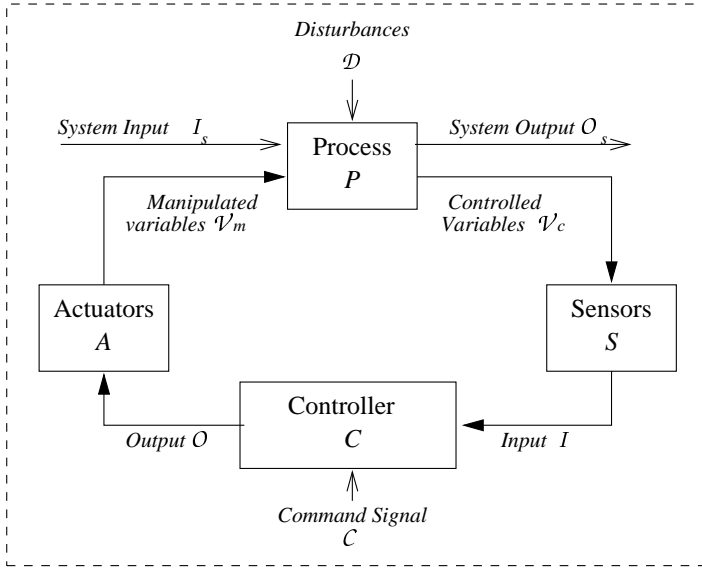 Disturbances
𝒟
System Input I_s
Process
P
System Output 𝒪_s
Manipulated
variables 𝒱_m
Controlled
Variables 𝒱_c
Actuators
A
Sensors
S
Controller
C
Output 𝒪
Input I
Command Signal
𝒞